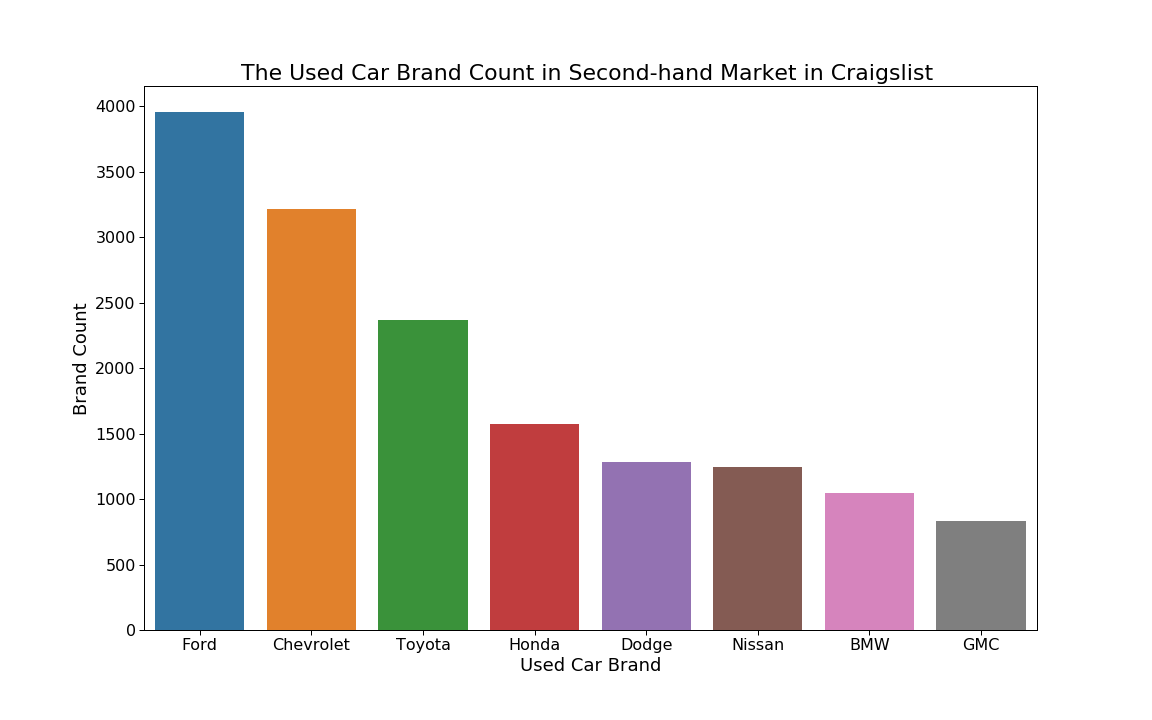 The Used Car Brand Count in Second-hand Market in Craigslist
4000
3500
3000
2500
2000
1500
1000
500
0
Brand Count
Ford Chevrolet Toyota Honda Dodge Nissan BMW GMC
Used Car Brand